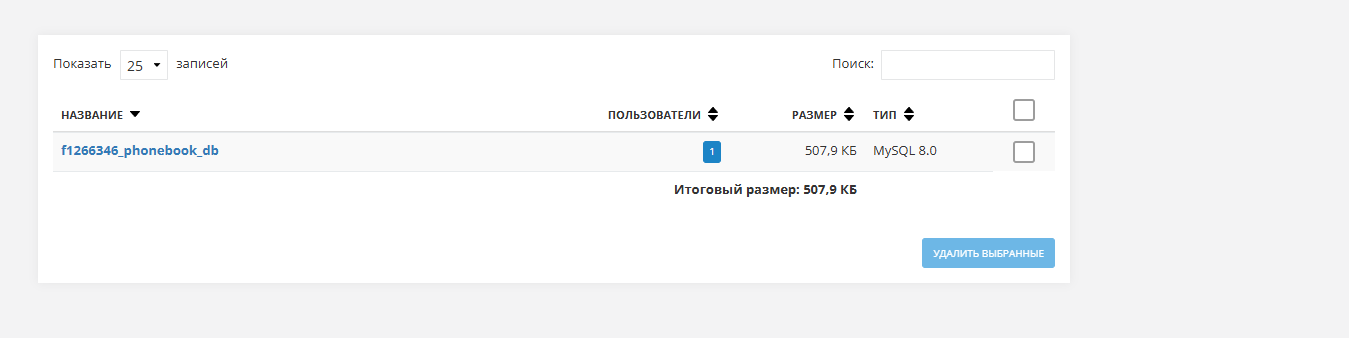 Показать 25 записей Поиск:
НАЗВАНИЕ ПОЛЬЗОВАТЕЛИ РАЗМЕР ТИП
f1266346_phonebook_db 1 507,9 КБ MySQL 8.0
Итоговый размер: 507,9 КБ
УДАЛИТЬ ВЫБРАННЫЕ